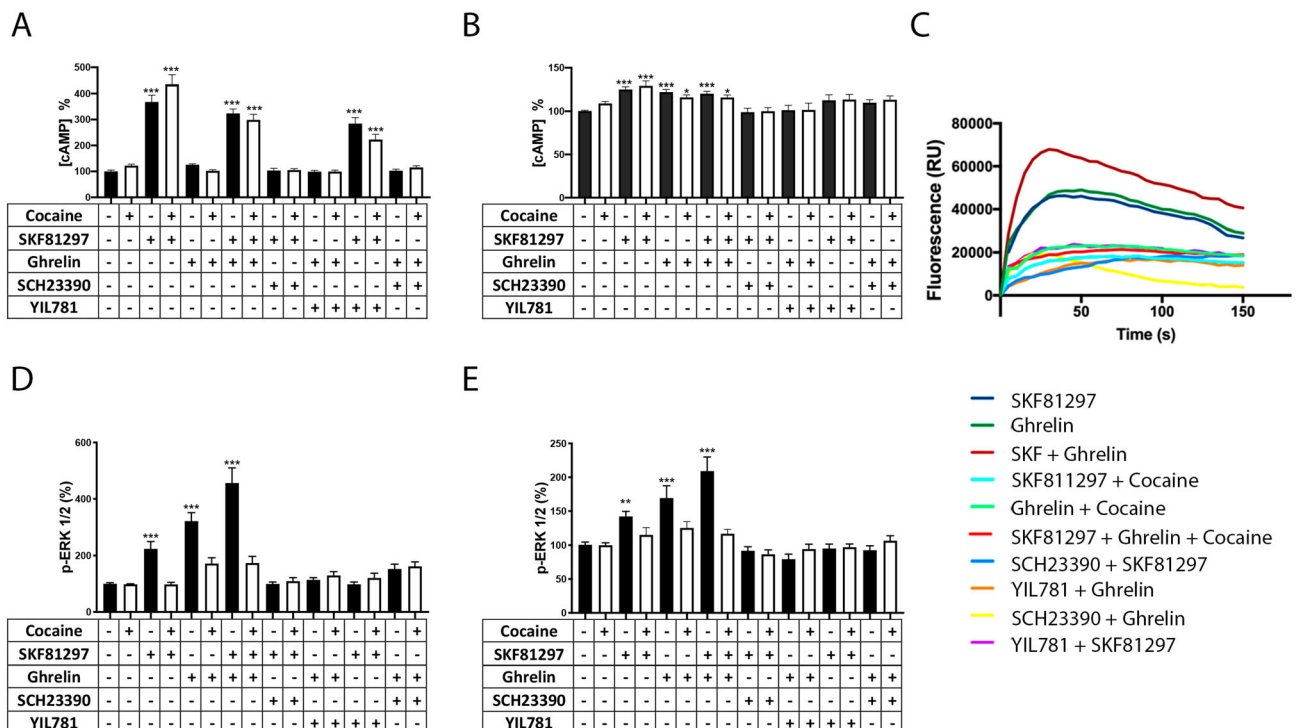 A
500
400
300
200
100
0
[cAMP] %
*** *** *** *** *** ***
Cocaine - + - + - + - + - + - + - + - +
SKF81297 - - + + - - + + + + - - + + - -
Ghrelin - - - - + + + + - - + + - - + +
SCH23390 - - - - - - - - + + - - - - + +
YIL781 - - - - - - - - - - + + + + - -
B
150
100
50
0
[cAMP] %
*** *** *** * *** *
Cocaine - + - + - + - + - + - + - + - +
SKF81297 - - + + - - + + + + - - + + - -
Ghrelin - - - - + + + + - - + + - - + +
SCH23390 - - - - - - - - + + - - - - + +
YIL781 - - - - - - - - - - + + + + - -
C
80000
60000
40000
20000
0
Fluorescence (RU)
50 100 150
Time (s)
D
600
400
200
0
p-ERK 1/2 (%)
*** *** ***
Cocaine - + - + - + - + - + - + - + - +
SKF81297 - - + + - - + + + + - - + + - -
Ghrelin - - - - + + + + - - + + - - + +
SCH23390 - - - - - - - - + + - - - - + +
YIL781 - - - - - - - - - - + + + + - -
E
250
200
150
100
50
0
p-ERK 1/2 (%)
** *** ***
Cocaine - + - + - + - + - + - + - + - +
SKF81297 - - + + - - + + + + - - + + - -
Ghrelin - - - - + + + + - - + + - - + +
SCH23390 - - - - - - - - + + - - - - + +
YIL781 - - - - - - - - - - + + + + - -
SKF81297
Ghrelin
SKF + Ghrelin
SKF811297 + Cocaine
Ghrelin + Cocaine
SKF81297 + Ghrelin + Cocaine
SCH23390 + SKF81297
YIL781 + Ghrelin
SCH23390 + Ghrelin
YIL781 + SKF81297